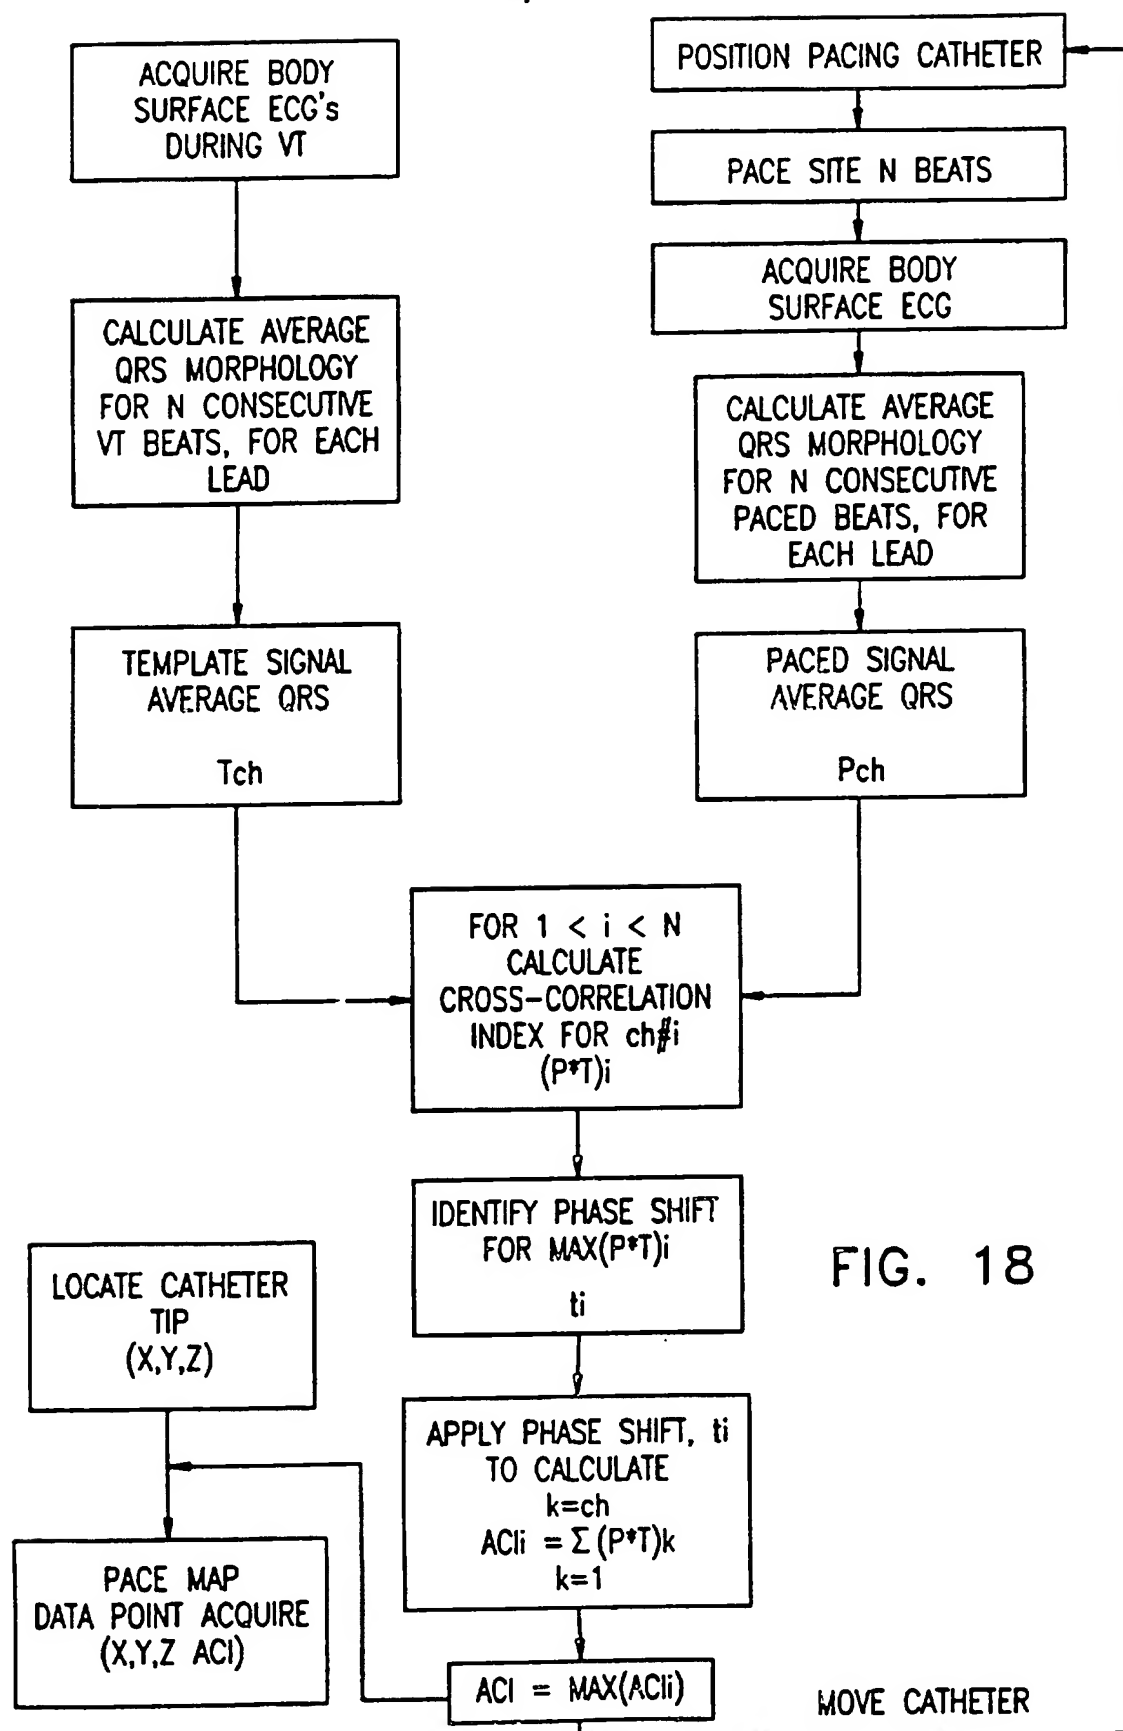 ACQUIRE BODY
SURFACE ECG's
DURING VT
CALCULATE AVERAGE
QRS MORPHOLOGY
FOR N CONSECUTIVE
VT BEATS, FOR EACH
LEAD
TEMPLATE SIGNAL
AVERAGE QRS
Tch
POSITION PACING CATHETER
PACE SITE N BEATS
ACQUIRE BODY
SURFACE ECG
CALCULATE AVERAGE
QRS MORPHOLOGY
FOR N CONSECUTIVE
PACED BEATS, FOR
EACH LEAD
PACED SIGNAL
AVERAGE QRS
Pch
FOR 1 < i < N
CALCULATE
CROSS-CORRELATION
INDEX FOR ch#i
(P*T)i
IDENTIFY PHASE SHIFT
FOR MAX(P*T)i
ti
APPLY PHASE SHIFT, ti
TO CALCULATE
k=ch
ACIi = Σ(P*T)k
k=1
ACI = MAX(ACIi)
LOCATE CATHETER
TIP
(X,Y,Z)
PACE MAP
DATA POINT ACQUIRE
(X,Y,Z ACI)
FIG. 18
MOVE CATHETER